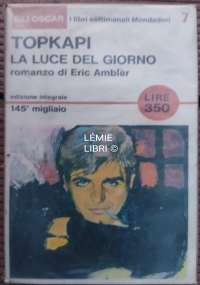 GLI OSCAR i libri settimanali Mondadori 7
TOPKAPI
LA LUCE DEL GIORNO
romanzo di Eric Ambler
edizione integrale
145° migliaio
LIRE
350
LÉMIE
LIBRI ©